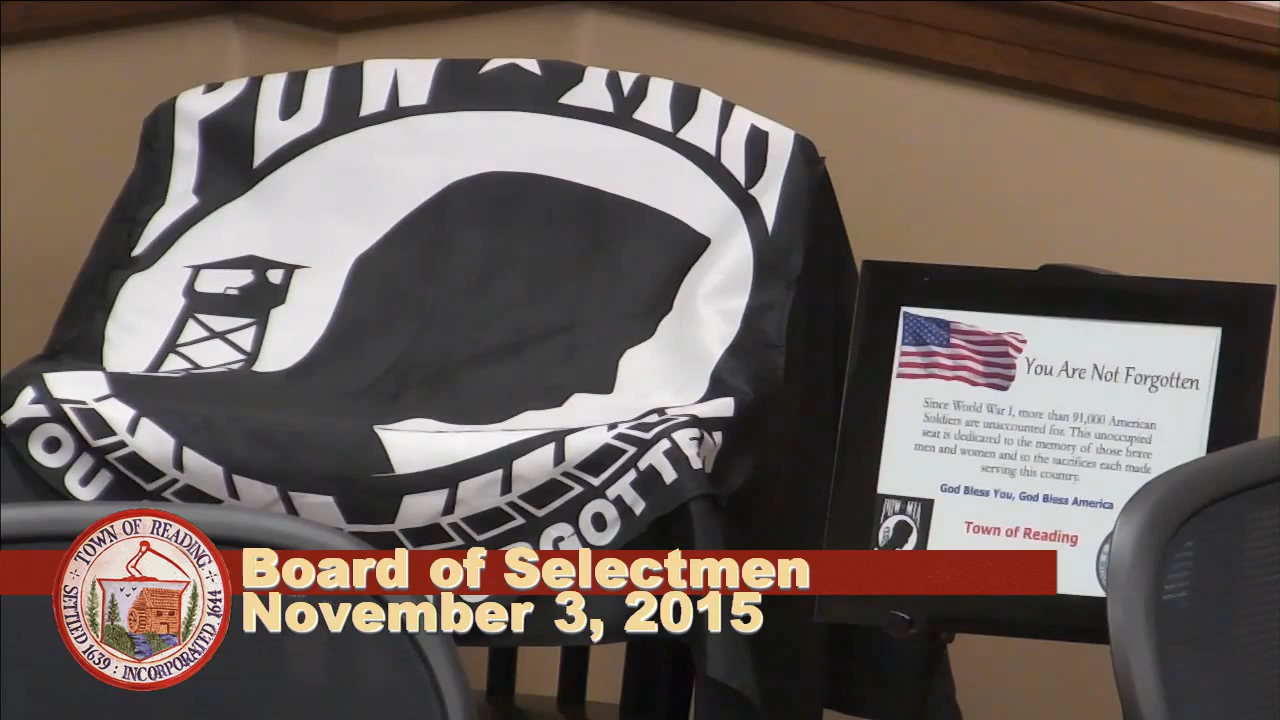 POW★MIA
YOU
GOTTEN
You Are Not Forgotten
Since World War I, more than 91,000 American
Soldiers are unaccounted for. This unoccupied
seat is dedicated to the memory of those brave
men and women and to the sacrifices each made
serving this country.
God Bless You, God Bless America
Town of Reading
POW★MIA
TOWN OF READING
SETTLED 1639 : INCORPORATED 1644
Board of Selectmen
November 3, 2015